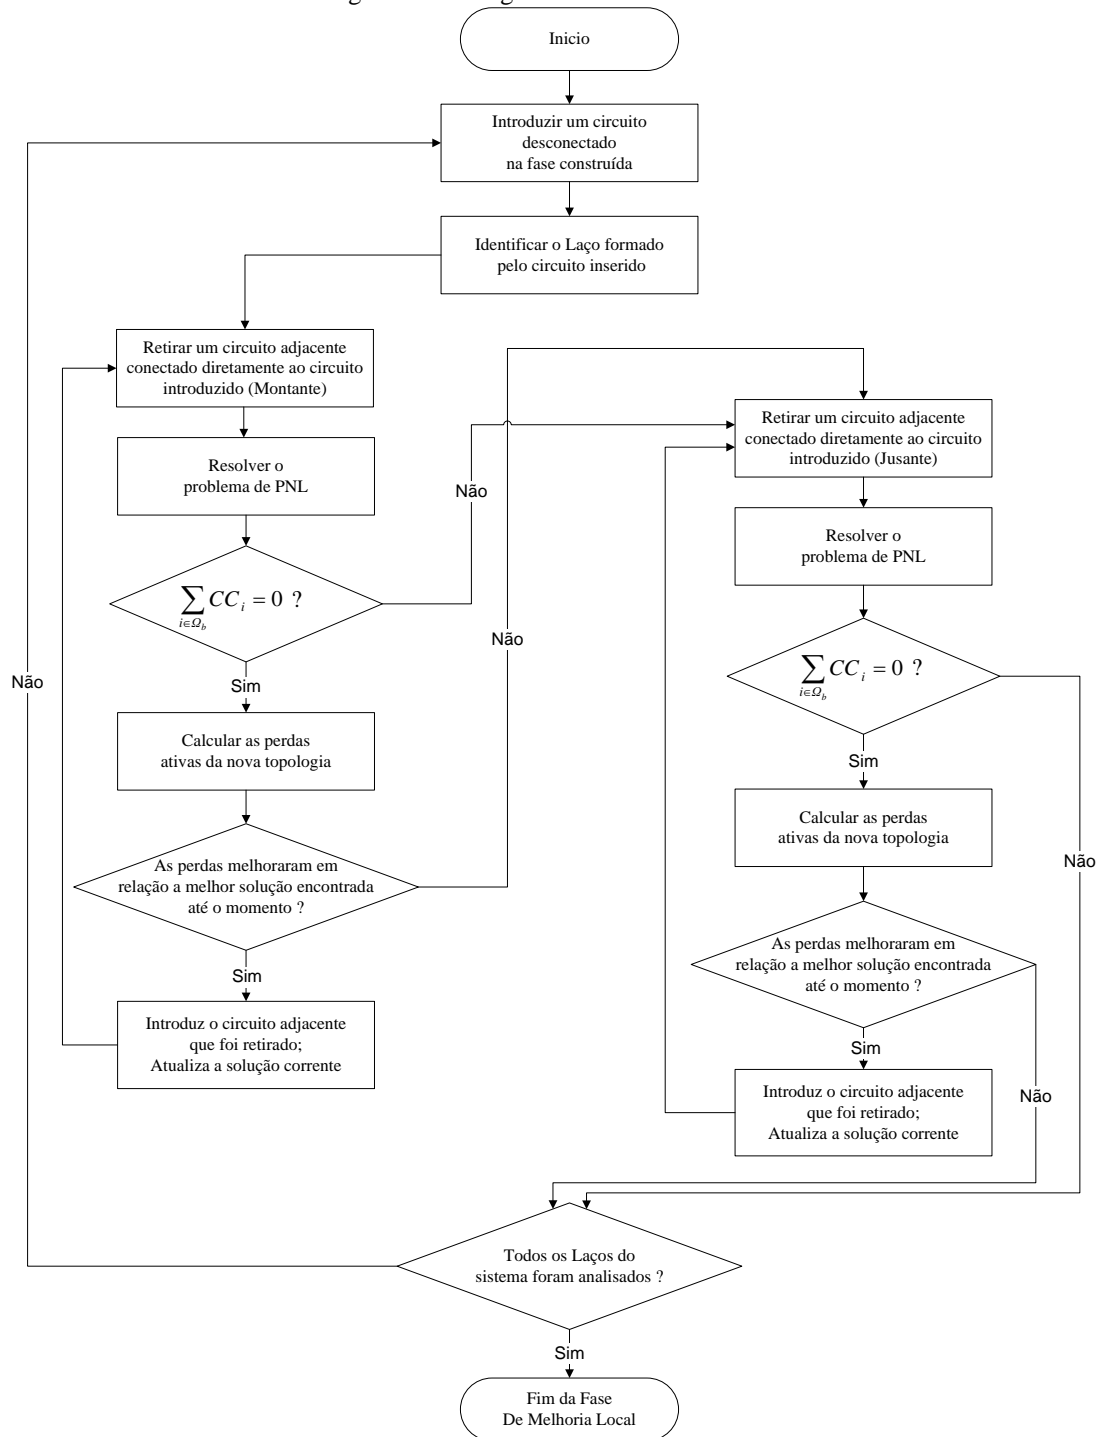 Inicio
Introduzir um circuito
desconectado
na fase construída
Identificar o Laço formado
pelo circuito inserido
Retirar um circuito adjacente
conectado diretamente ao circuito
introduzido (Montante)
Resolver o
problema de PNL
∑ CC_i = 0 ?
i∈Ω_b
Não
Sim
Calcular as perdas
ativas da nova topologia
As perdas melhoraram em
relação a melhor solução encontrada
até o momento ?
Não
Sim
Introduz o circuito adjacente
que foi retirado;
Atualiza a solução corrente
Retirar um circuito adjacente
conectado diretamente ao circuito
introduzido (Jusante)
Resolver o
problema de PNL
∑ CC_i = 0 ?
i∈Ω_b
Não
Sim
Calcular as perdas
ativas da nova topologia
As perdas melhoraram em
relação a melhor solução encontrada
até o momento ?
Não
Sim
Introduz o circuito adjacente
que foi retirado;
Atualiza a solução corrente
Todos os Laços do
sistema foram analisados ?
Não
Sim
Fim da Fase
De Melhoria Local